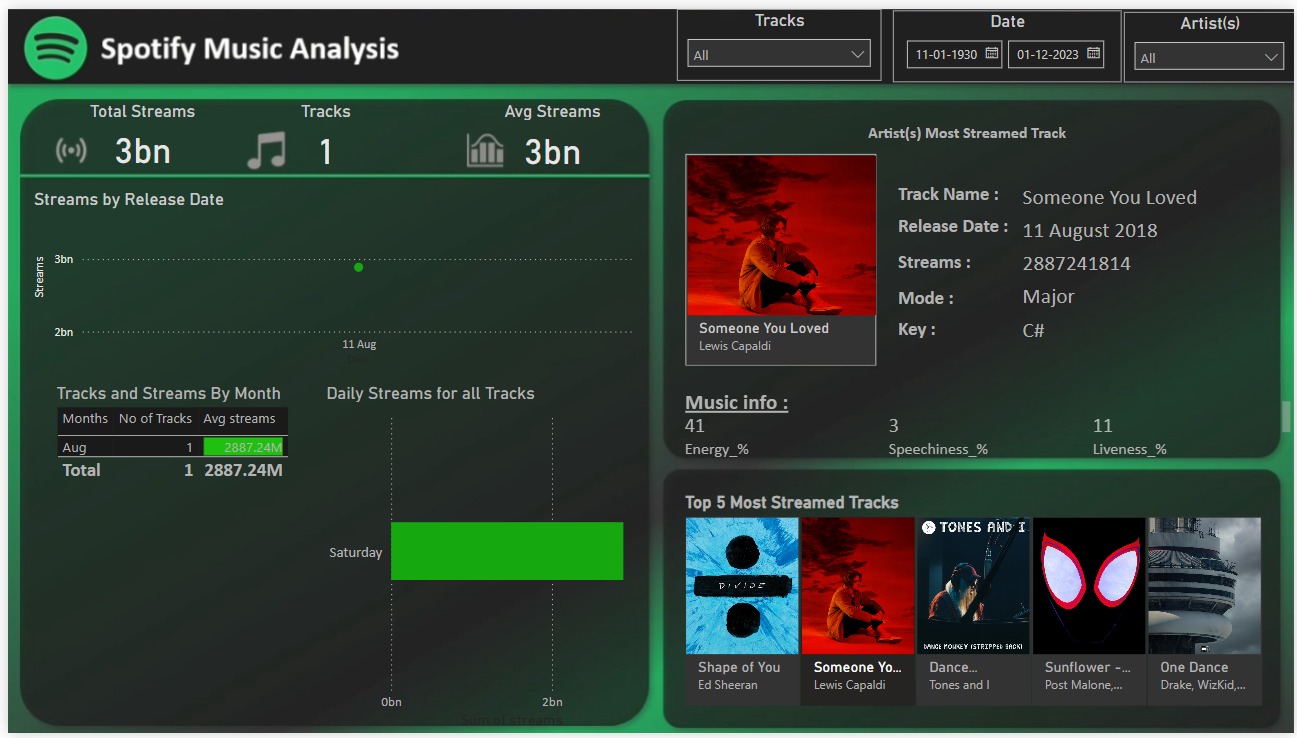 Spotify Music Analysis
Tracks
All
Date
11-01-1930 01-12-2023
Artist(s)
All
Total Streams
3bn
Tracks
1
Avg Streams
3bn
Streams by Release Date
Streams
3bn
2bn
11 Aug
Tracks and Streams By Month
Months No of Tracks Avg streams
Aug 1 2887.24M
Total 1 2887.24M
Daily Streams for all Tracks
Saturday
0bn 2bn
Sum of streams
Artist(s) Most Streamed Track
Someone You Loved
Lewis Capaldi
Track Name : Someone You Loved
Release Date : 11 August 2018
Streams : 2887241814
Mode : Major
Key : C#
Music info :
41 3 11
Energy_% Speechiness_% Liveness_%
Top 5 Most Streamed Tracks
DIVIDE
TONES AND I
DANCE MONKEY (STRIPPED BACK)
Shape of You
Ed Sheeran
Someone Yo...
Lewis Capaldi
Dance...
Tones and I
Sunflower -...
Post Malone,...
One Dance
Drake, WizKid,...